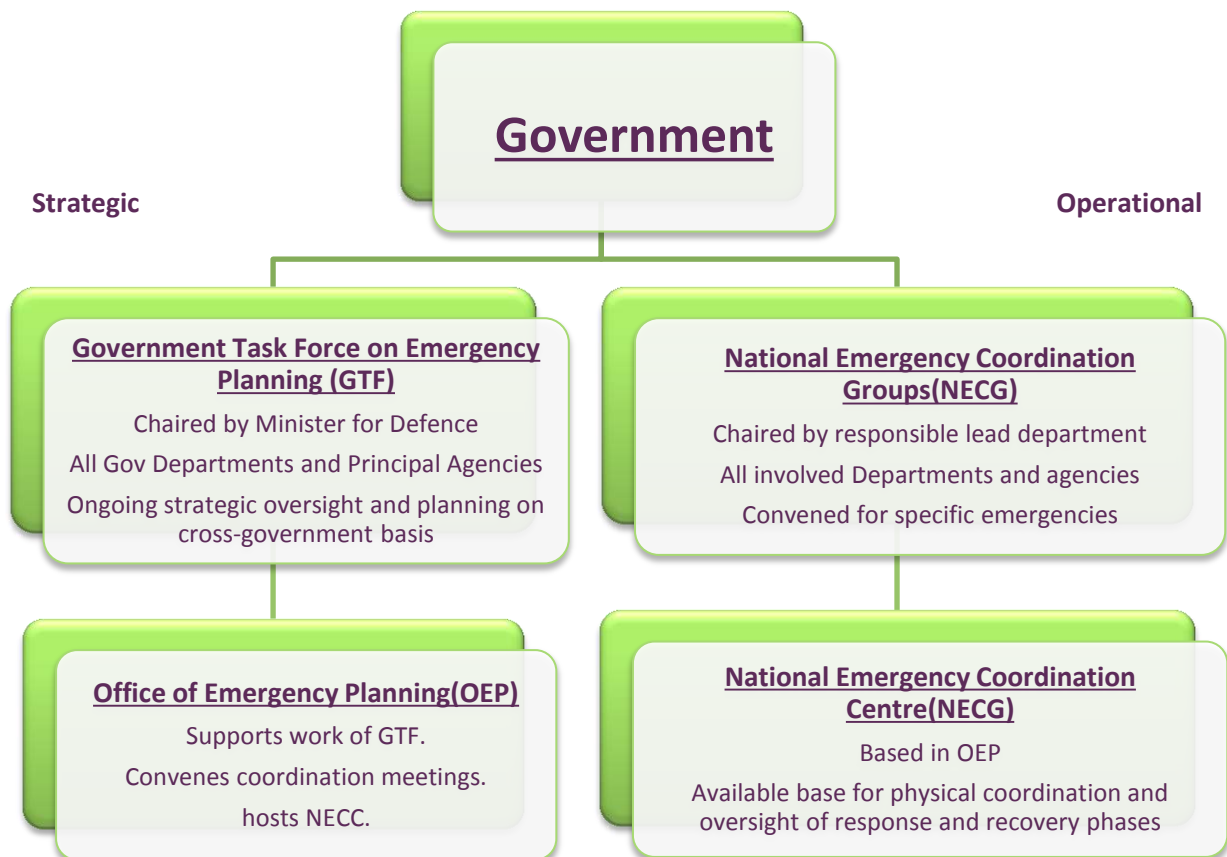 Government
Strategic
Operational
Government Task Force on Emergency
Planning (GTF)
Chaired by Minister for Defence
All Gov Departments and Principal Agencies
Ongoing strategic oversight and planning on
cross-government basis
National Emergency Coordination
Groups(NECG)
Chaired by responsible lead department
All involved Departments and agencies
Convened for specific emergencies
Office of Emergency Planning(OEP)
Supports work of GTF.
Convenes coordination meetings.
hosts NECC.
National Emergency Coordination
Centre(NECG)
Based in OEP
Available base for physical coordination and
oversight of response and recovery phases